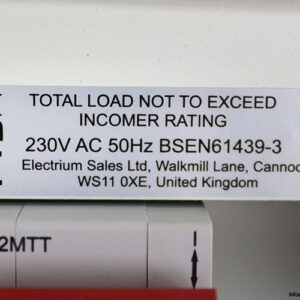 TOTAL LOAD NOT TO EXCEED
INCOMER RATING
230V AC 50Hz BSEN61439-3
Electrium Sales Ltd, Walkmill Lane, Cannoc
WS11 0XE, United Kingdom
2MTT
I